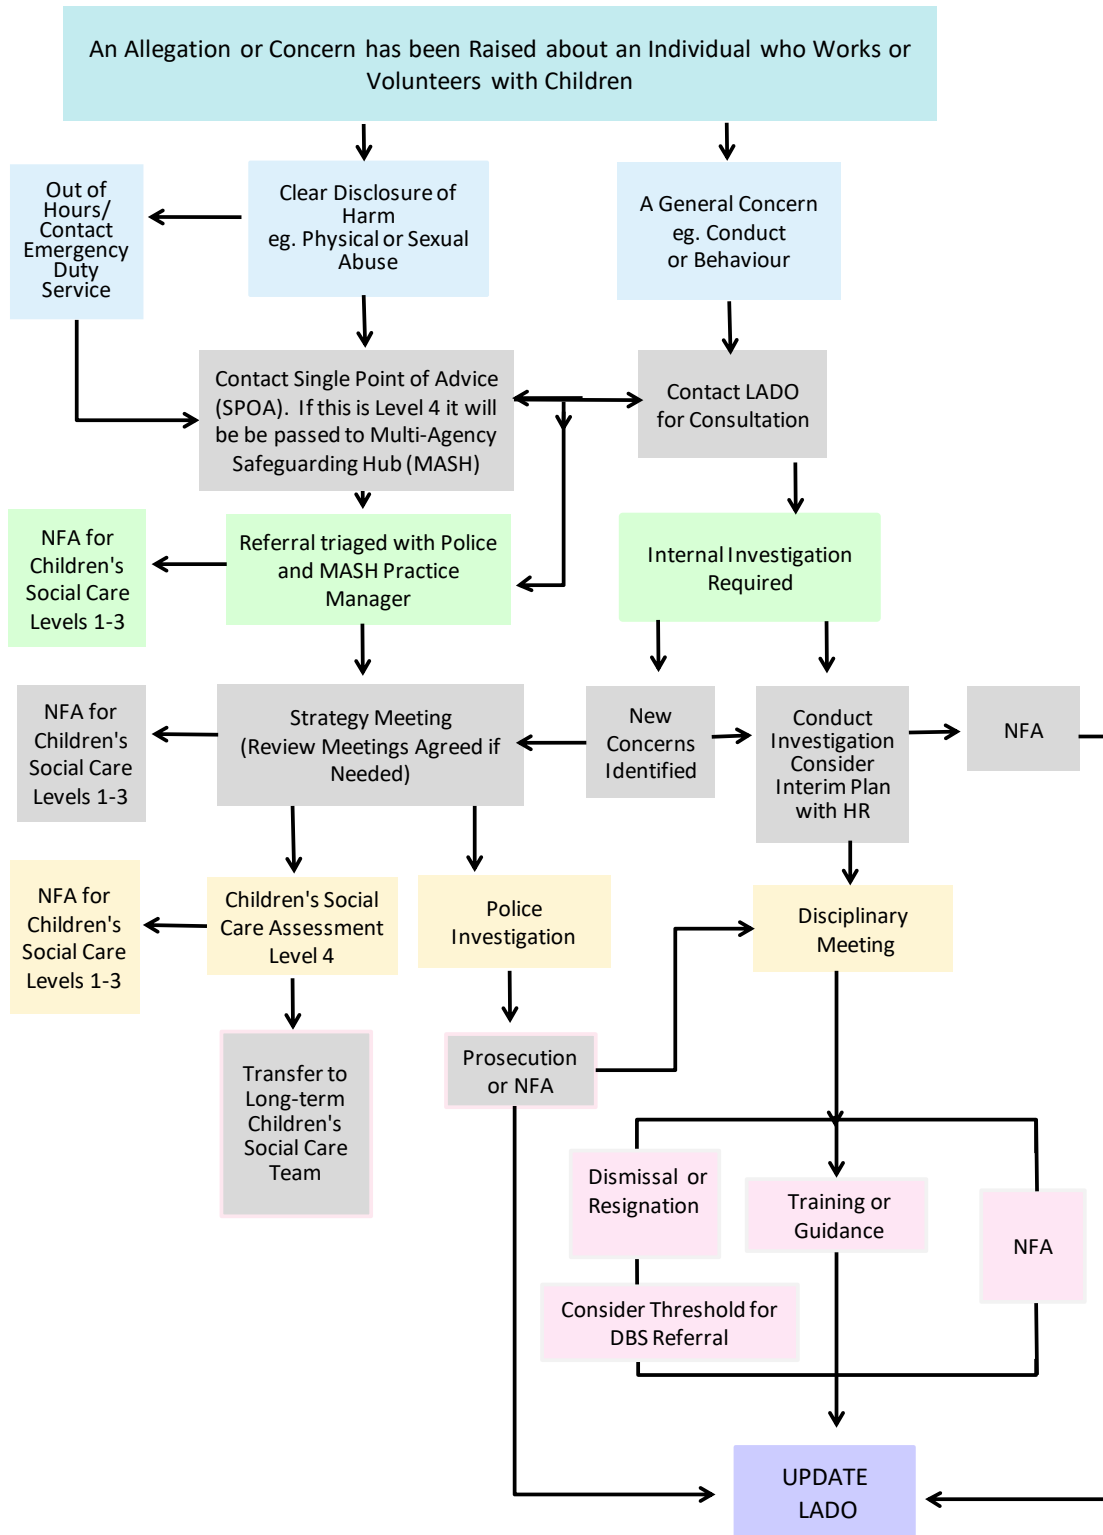 An Allegation or Concern has been Raised about an Individual who Works or
Volunteers with Children
Out of
Hours/
Contact
Emergency
Duty
Service
Clear Disclosure of
Harm
eg. Physical or Sexual
Abuse
A General Concern
eg. Conduct
or Behaviour
Contact Single Point of Advice
(SPOA). If this is Level 4 it will
be be passed to Multi-Agency
Safeguarding Hub (MASH)
Contact LADO
for Consultation
NFA for
Children's
Social Care
Levels 1-3
Referral triaged with Police
and MASH Practice
Manager
Internal Investigation
Required
NFA for
Children's
Social Care
Levels 1-3
Strategy Meeting
(Review Meetings Agreed if
Needed)
New
Concerns
Identified
Conduct
Investigation
Consider
Interim Plan
with HR
NFA
NFA for
Children's
Social Care
Levels 1-3
Children's Social
Care Assessment
Level 4
Police
Investigation
Disciplinary
Meeting
Transfer to
Long-term
Children's
Social Care
Team
Prosecution
or NFA
Dismissal or
Resignation
Training or
Guidance
NFA
Consider Threshold for
DBS Referral
UPDATE
LADO